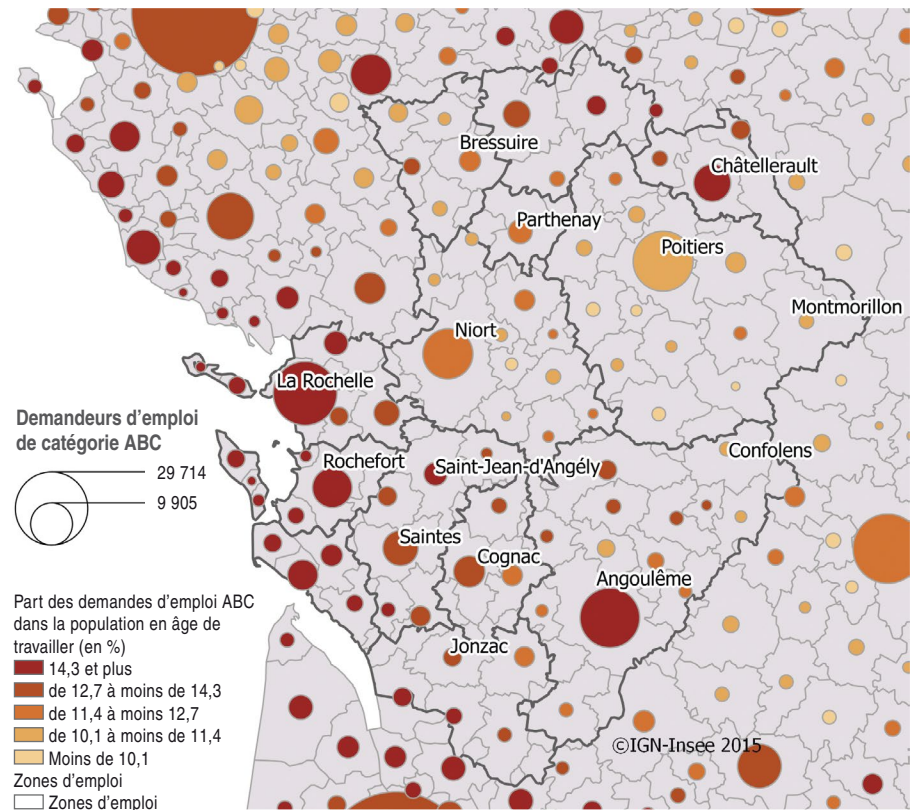 Bressuire
Châtellerault
Parthenay
Poitiers
Montmorillon
Niort
La Rochelle
Demandeurs d’emploi
de catégorie ABC
29 714
9 905
Rochefort
Saint-Jean-d'Angély
Confolens
Saintes
Cognac
Angoulême
Jonzac
Part des demandes d’emploi ABC
dans la population en âge de
travailler (en %)
14,3 et plus
de 12,7 à moins de 14,3
de 11,4 à moins 12,7
de 10,1 à moins de 11,4
Moins de 10,1
Zones d’emploi
Zones d’emploi
©IGN-Insee 2015